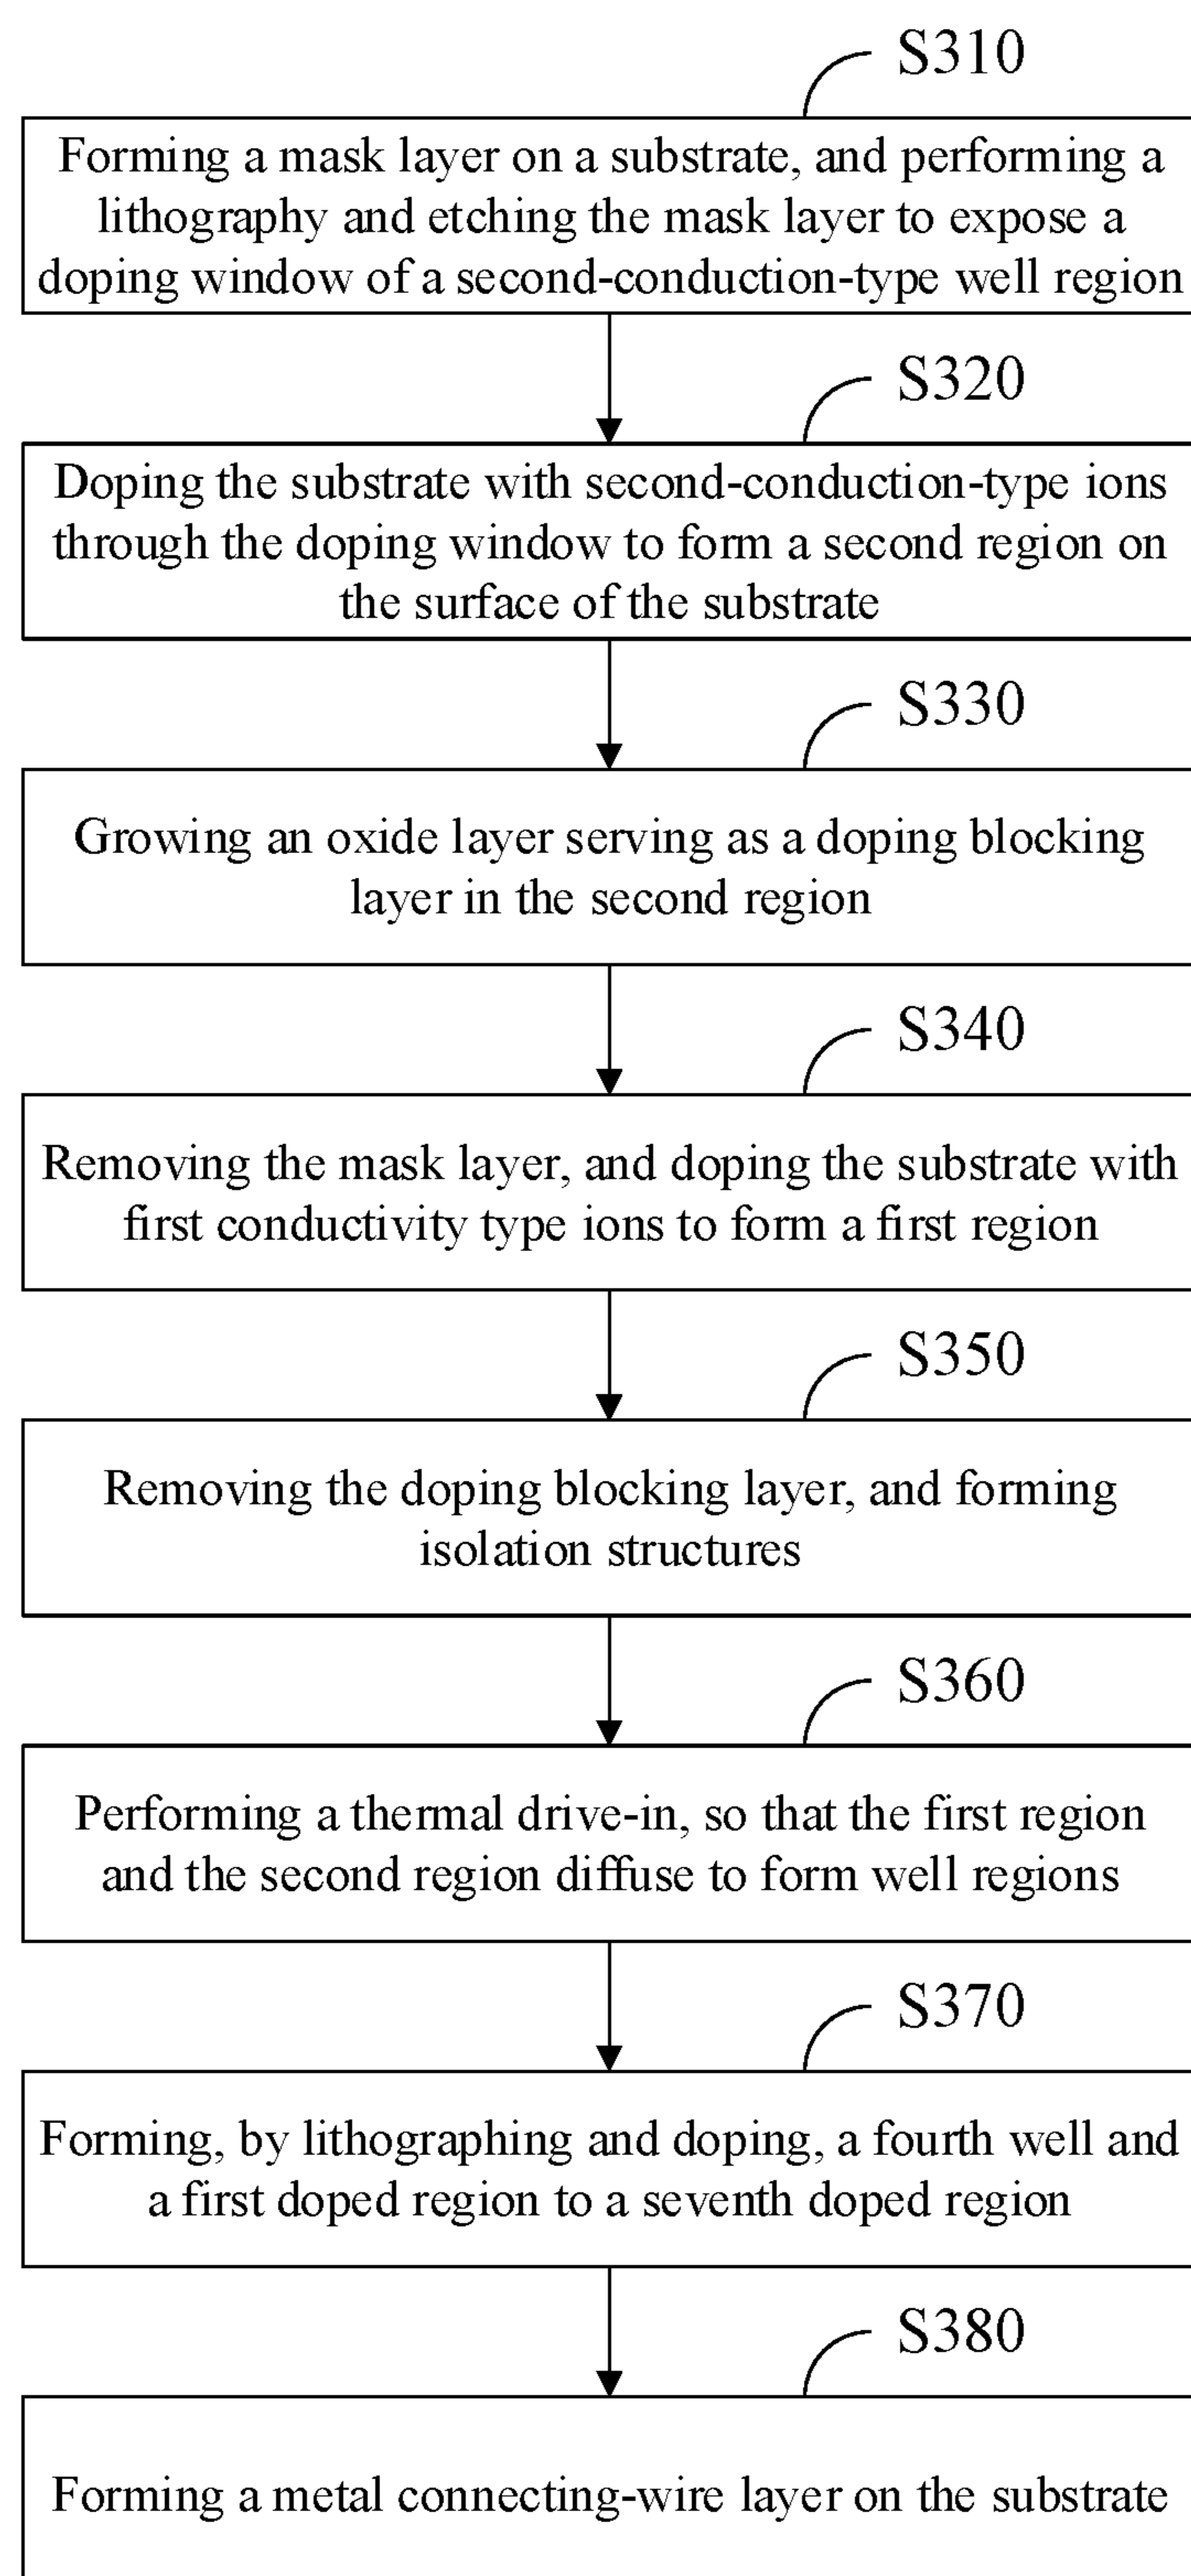 S310
Forming a mask layer on a substrate, and performing a
lithography and etching the mask layer to expose a
doping window of a second-conduction-type well region
S320
Doping the substrate with second-conduction-type ions
through the doping window to form a second region on
the surface of the substrate
S330
Growing an oxide layer serving as a doping blocking
layer in the second region
S340
Removing the mask layer, and doping the substrate with
first conductivity type ions to form a first region
S350
Removing the doping blocking layer, and forming
isolation structures
S360
Performing a thermal drive-in, so that the first region
and the second region diffuse to form well regions
S370
Forming, by lithographing and doping, a fourth well and
a first doped region to a seventh doped region
S380
Forming a metal connecting-wire layer on the substrate